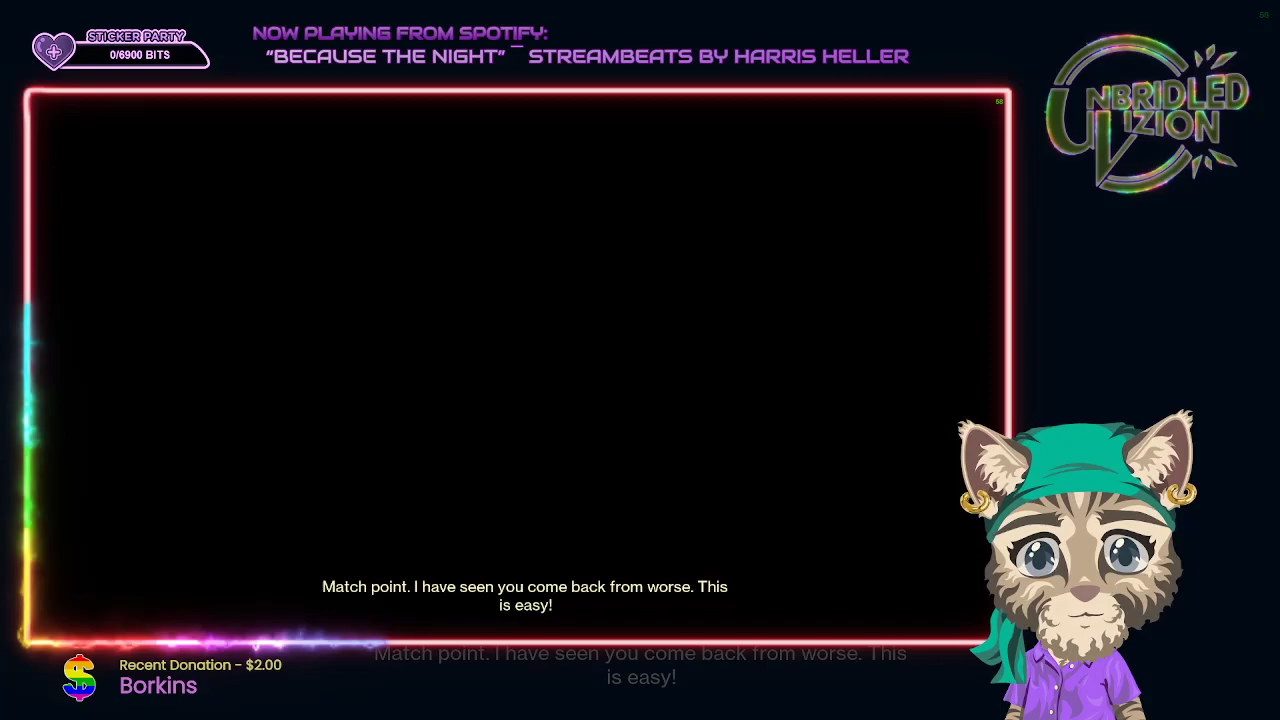 STICKER PARTY
0/6900 BITS
NOW PLAYING FROM SPOTIFY:
“BECAUSE THE NIGHT” ¯ STREAMBEATS BY HARRIS HELLER
58
58
UNBRIDLED
VIZION
Match point. I have seen you come back from worse. This
is easy!
Match point. I have seen you come back from worse. This
is easy!
Recent Donation - $2.00
Borkins